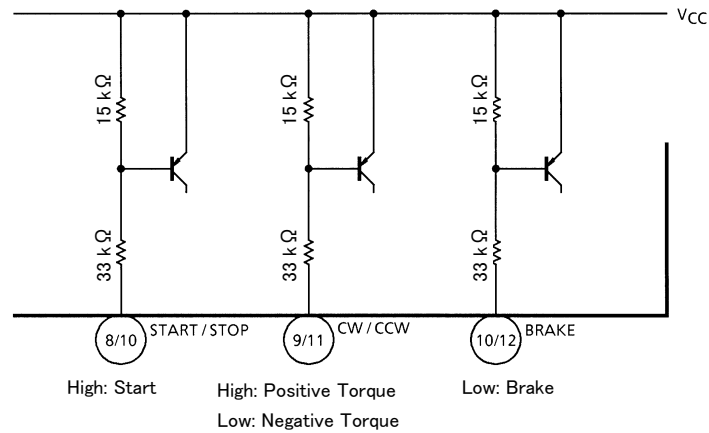 VCC
15 kΩ
15 kΩ
15 kΩ
33 kΩ
33 kΩ
33 kΩ
8/10
START / STOP
9/11
CW / CCW
10/12
BRAKE
High: Start
High: Positive Torque
Low: Negative Torque
Low: Brake